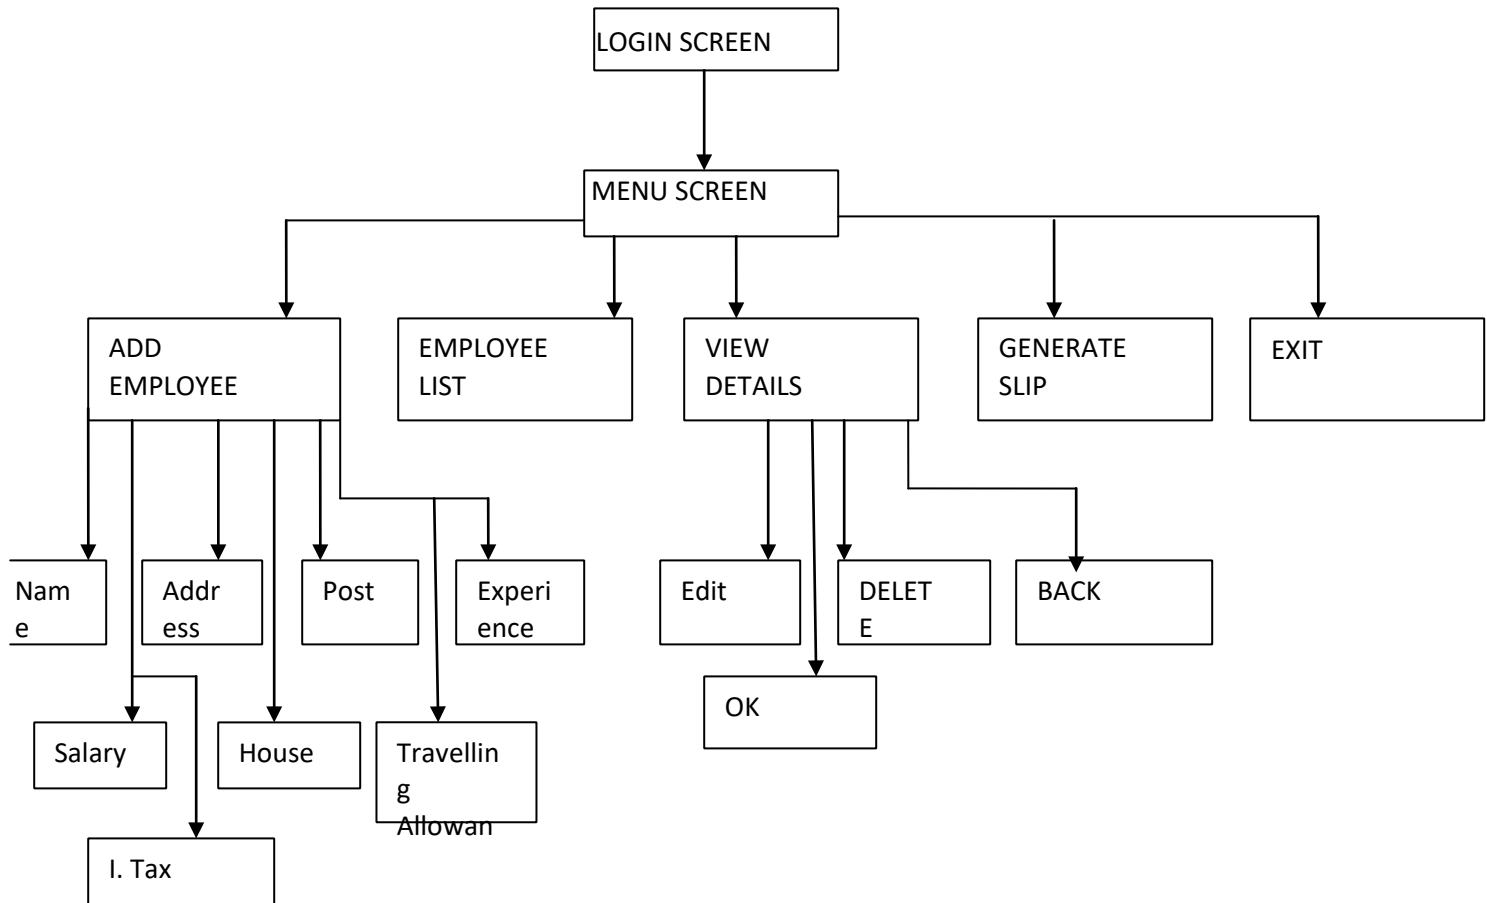 LOGIN SCREEN
MENU SCREEN
ADD
EMPLOYEE
EMPLOYEE
LIST
VIEW
DETAILS
GENERATE
SLIP
EXIT
Nam
e
Addr
ess
Post
Experi
ence
Edit
DELET
E
BACK
OK
Salary
House
Travellin
g
Allowan
I. Tax